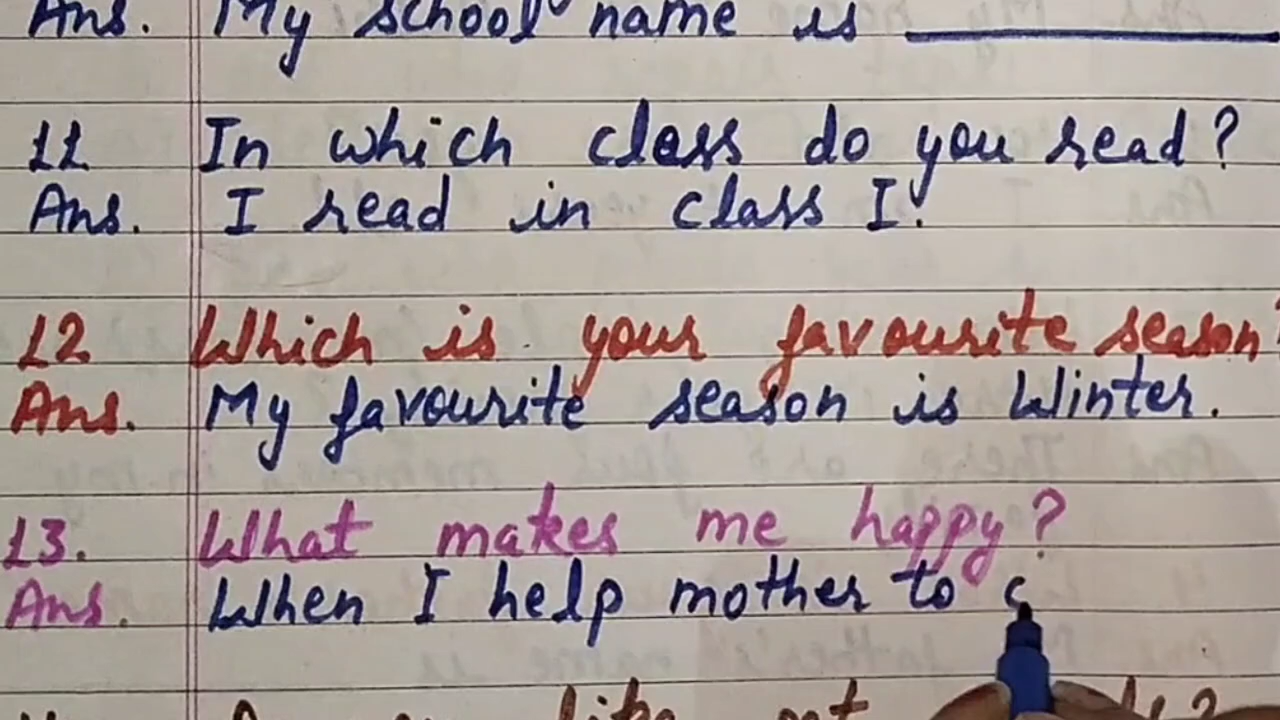 Ans. My school name is
11 In which class do you read?
Ans. I read in class I.
12 Which is your favourite season?
Ans. My favourite season is Winter.
13. What makes me happy?
Ans. When I help mother to c
like